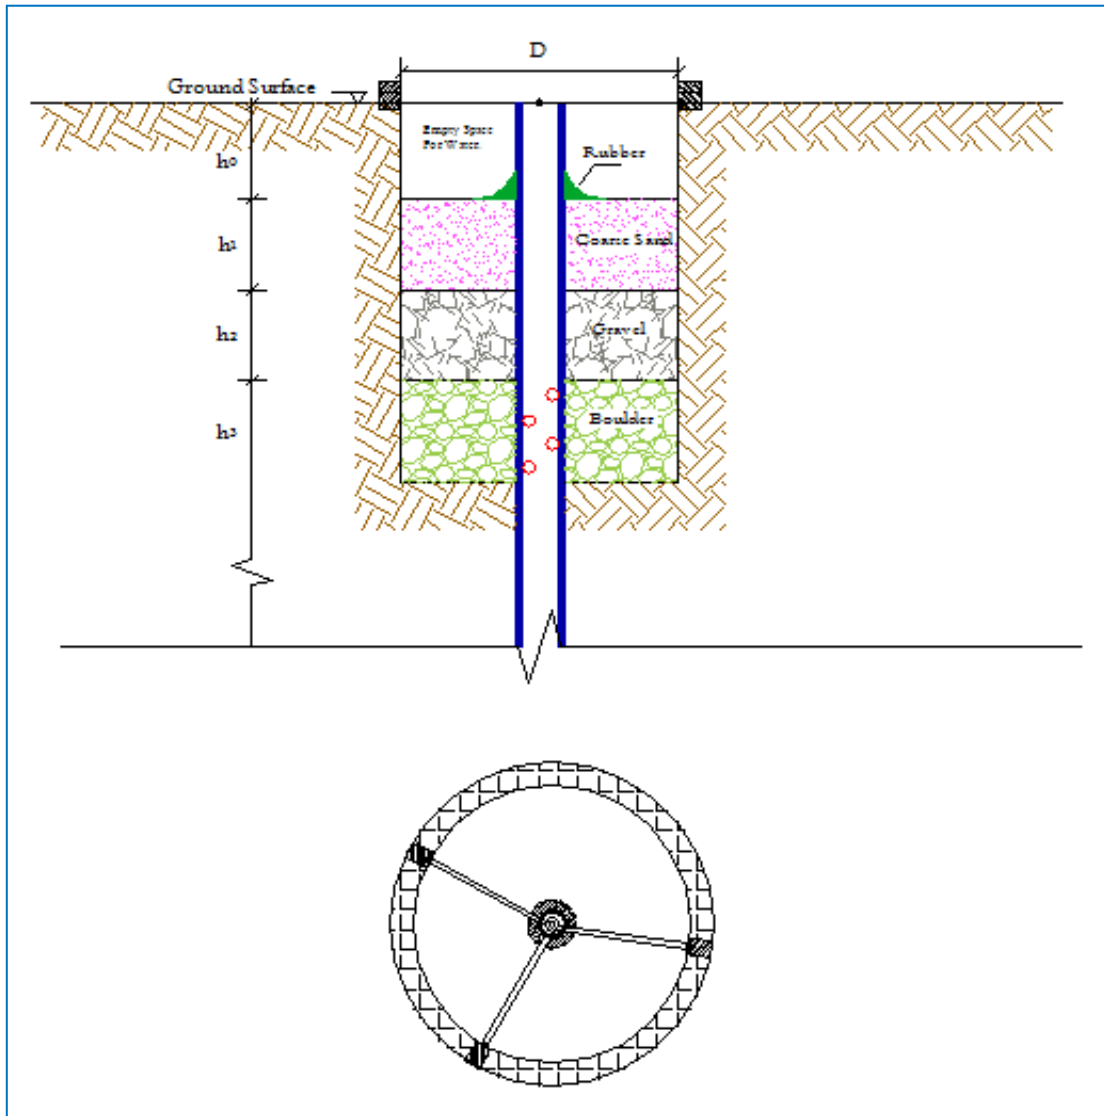 D
Ground Surface
Empty Space
For Water.
h0
Rubber
h1
Coarse Sand
h2
Gravel
h3
Boulder